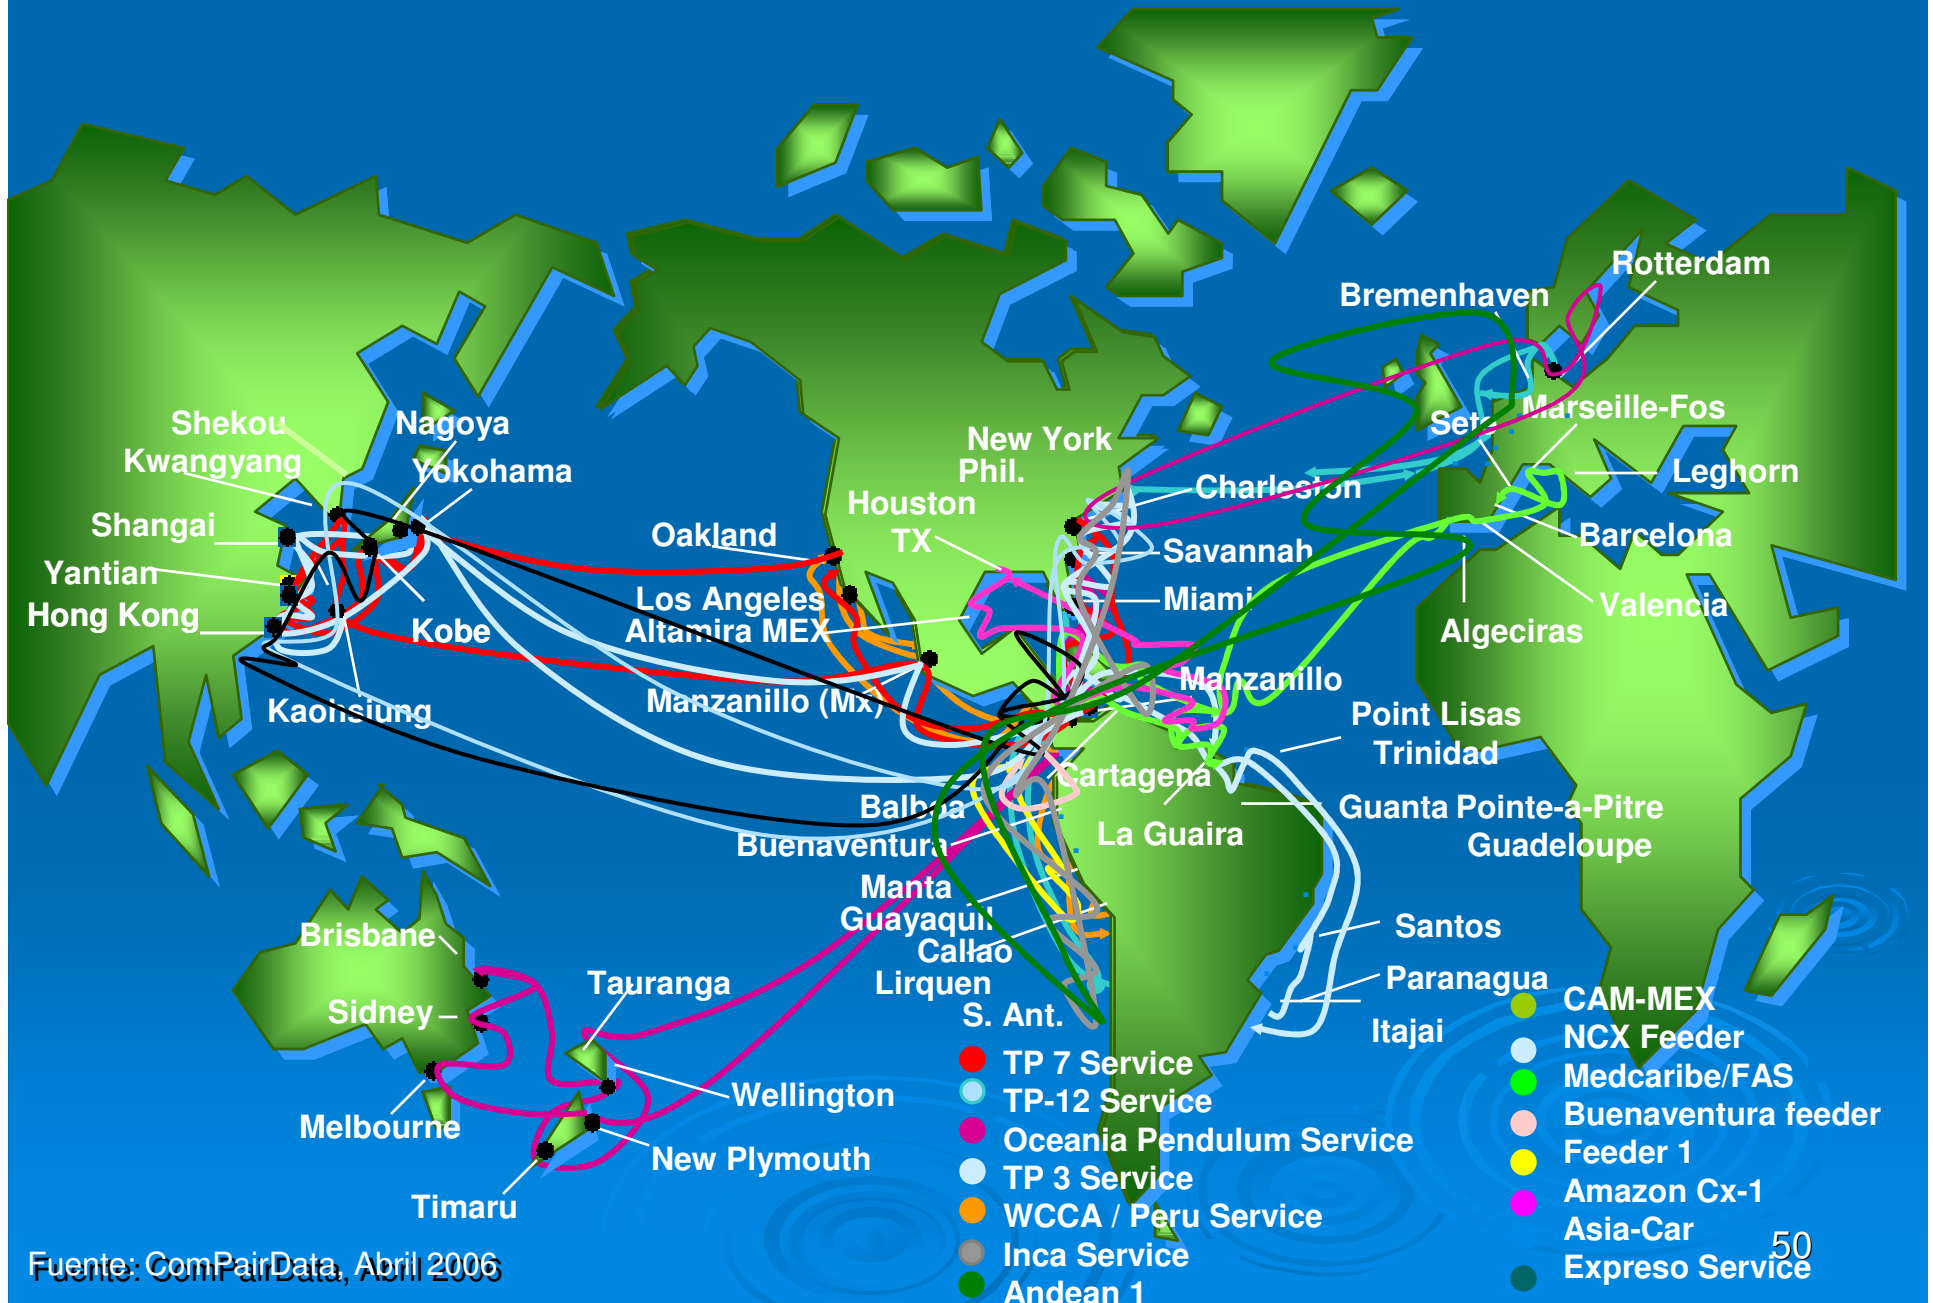 Rotterdam
Bremenhaven
Shekou
Nagoya
Marseille-Fos
Sete
New York
Kwangyang
Yokohama
Phil.
Leghorn
Charleston
Houston
TX
Shangai
Oakland
Barcelona
Savannah
Yantian
Los Angeles
Miami
Valencia
Hong Kong
Kobe
Altamira MEX
Algeciras
Manzanillo
Manzanillo (Mx)
Kaohsiung
Point Lisas
Trinidad
Cartagena
Balboa
Guanta Pointe-a-Pitre
La Guaira
Buenaventura
Guadeloupe
Manta
Guayaquil
Santos
Brisbane
Callao
Paranagua
Tauranga
Lirquen
Sidney
S. Ant.
Itajai
CAM-MEX
NCX Feeder
Medcaribe/FAS
Buenaventura feeder
Feeder 1
Amazon Cx-1
Asia-Car
Expreso Service
TP 7 Service
TP-12 Service
Oceania Pendulum Service
TP 3 Service
WCCA / Peru Service
Inca Service
Andean 1
Wellington
Melbourne
New Plymouth
Timaru
50
Fuente: ComPairData, Abril 2006